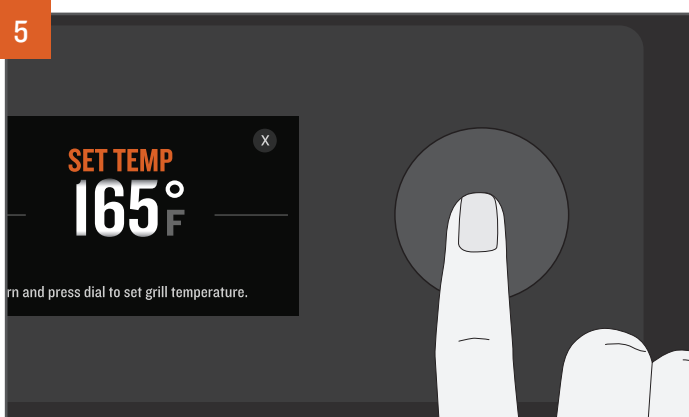 5
X
SET TEMP
165°F
rn and press dial to set grill temperature.